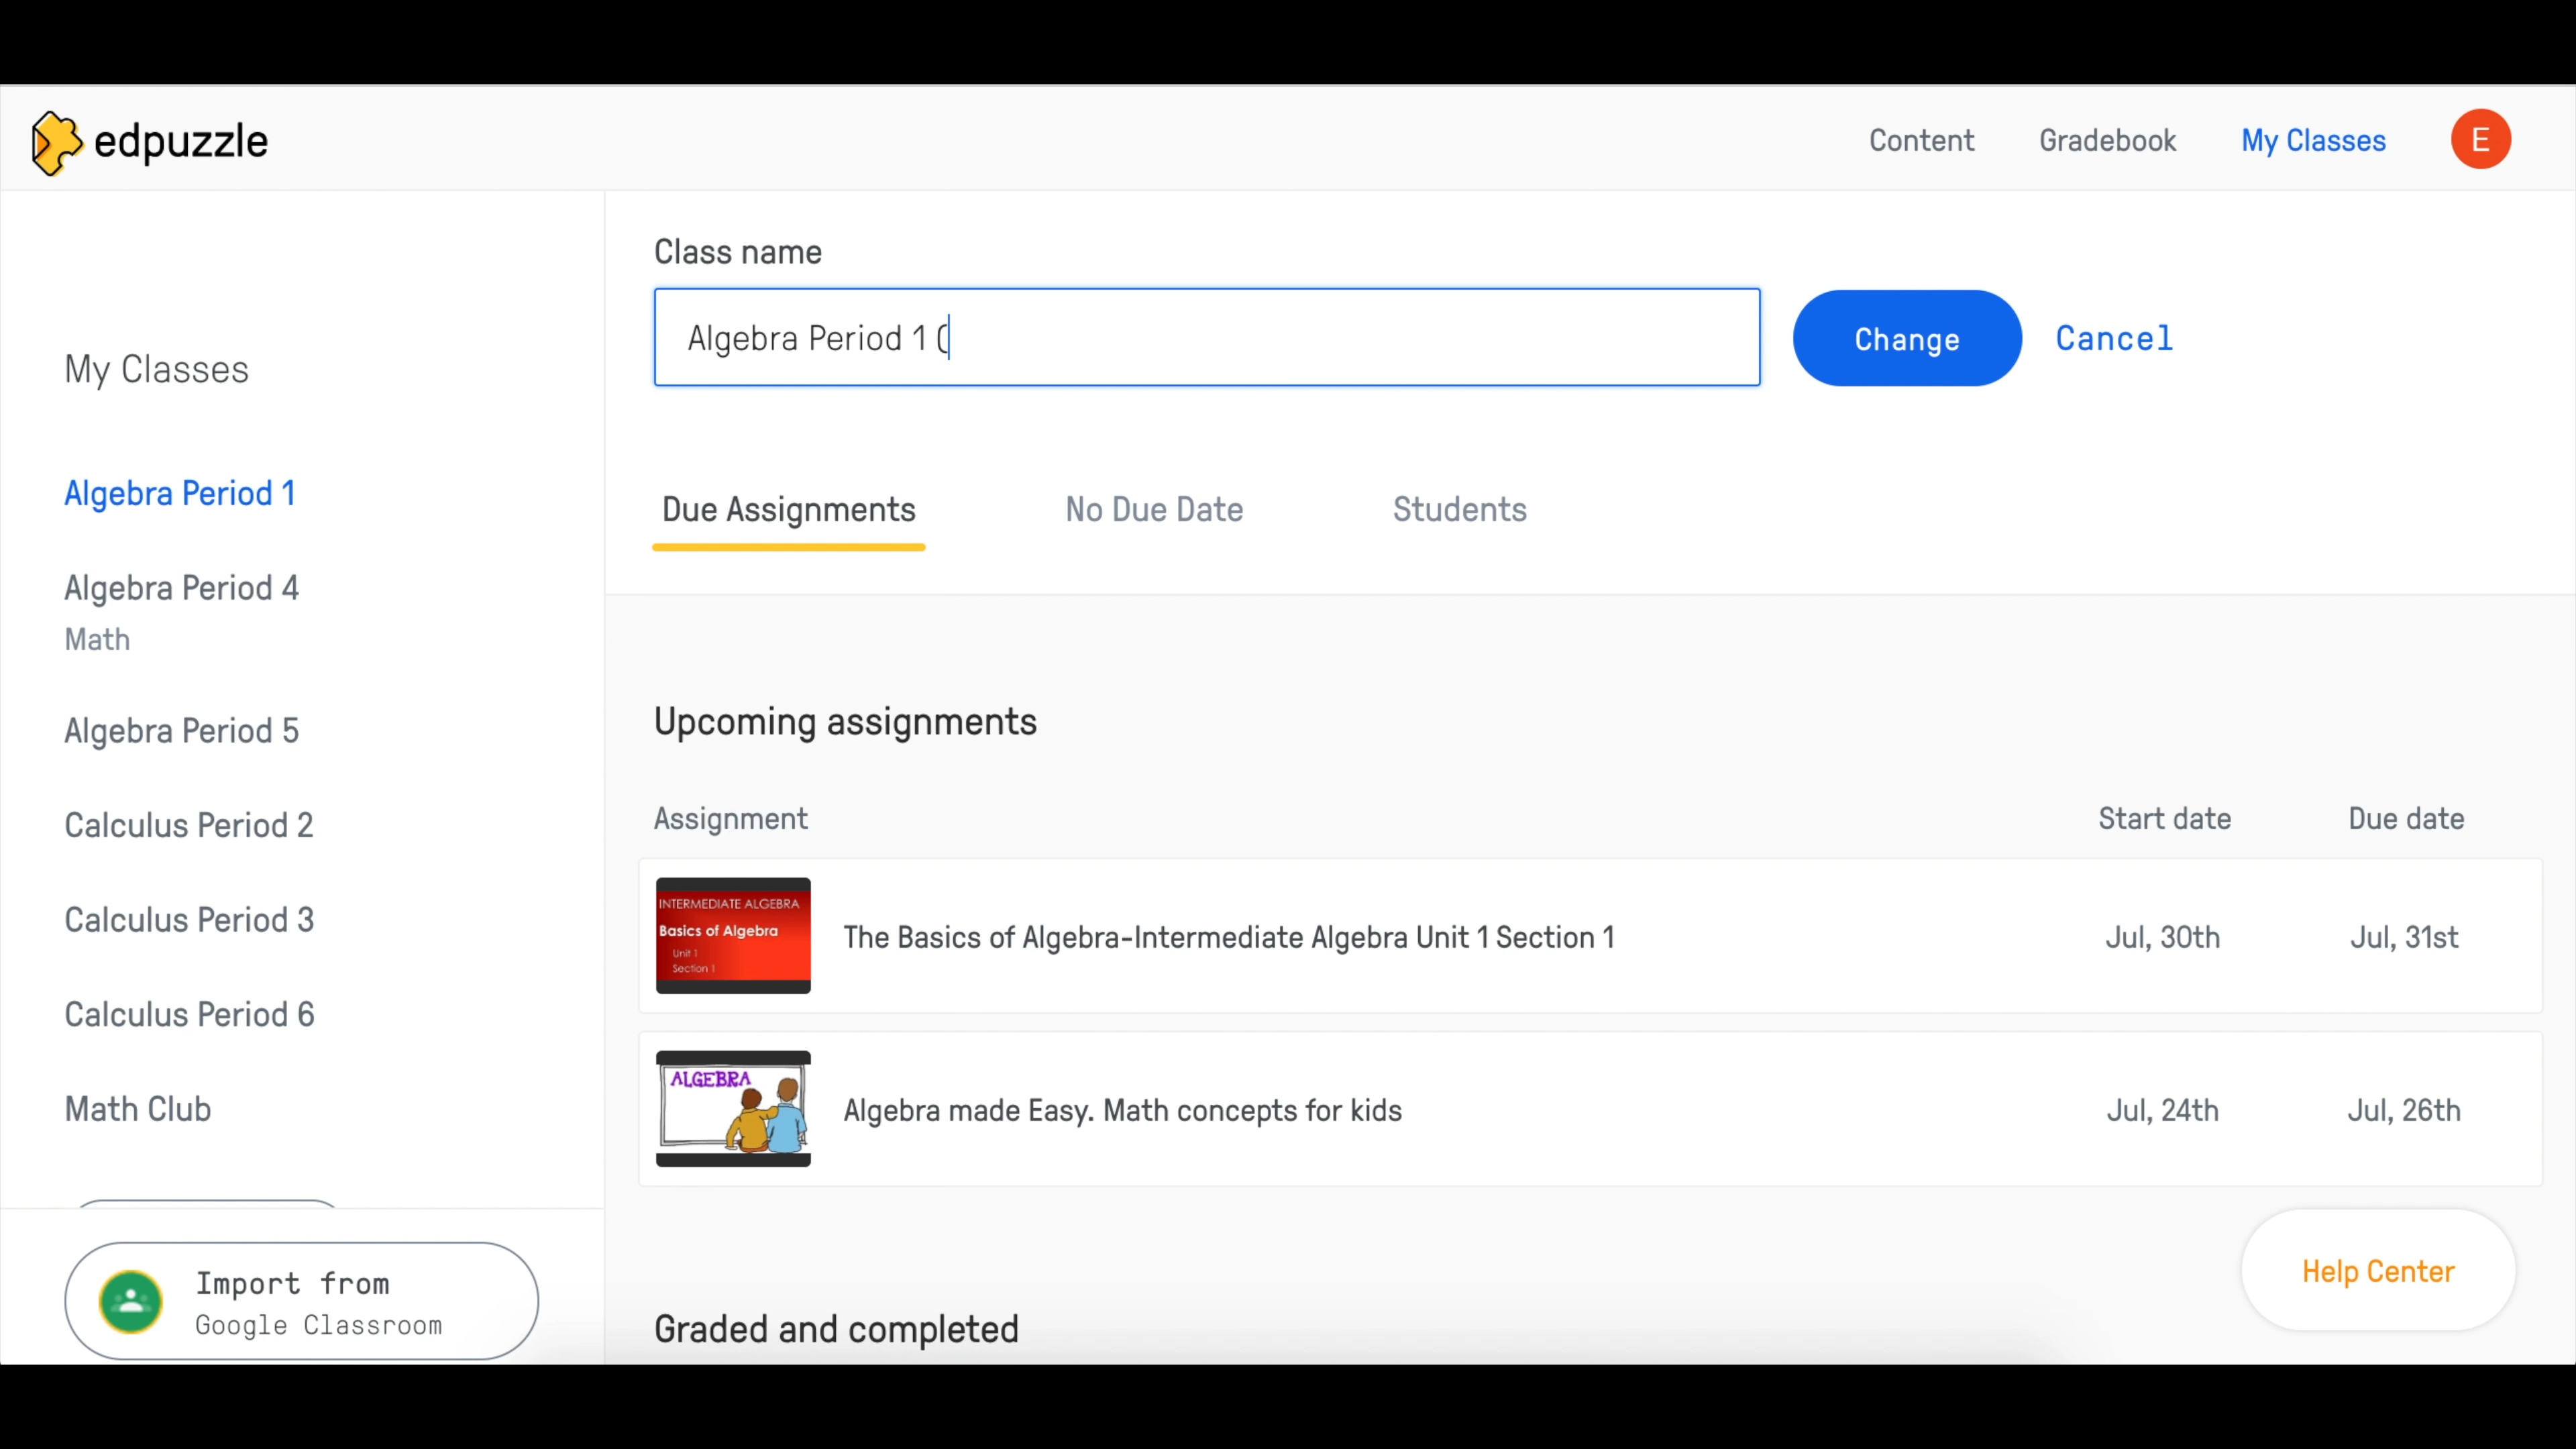 edpuzzle
Content
Gradebook
My Classes
E
My Classes
Algebra Period 1
Algebra Period 4
Math
Algebra Period 5
Calculus Period 2
Calculus Period 3
Calculus Period 6
Math Club
Import from
Google Classroom
Class name
Algebra Period 1 (
Change
Cancel
Due Assignments
No Due Date
Students
Upcoming assignments
Assignment
Start date
Due date
INTERMEDIATE ALGEBRA
Basics of Algebra
Unit 1
Section 1
The Basics of Algebra-Intermediate Algebra Unit 1 Section 1
Jul, 30th
Jul, 31st
ALGEBRA
Algebra made Easy. Math concepts for kids
Jul, 24th
Jul, 26th
Help Center
Graded and completed